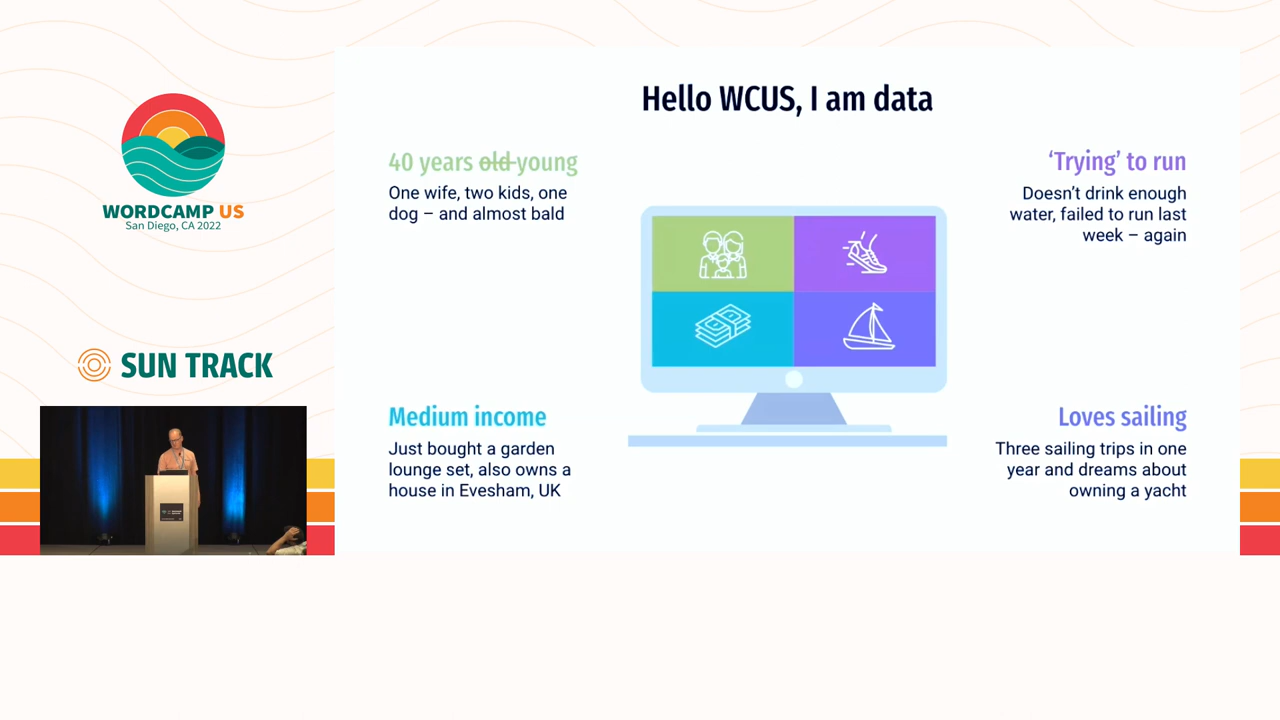 WORDCAMP US
San Diego, CA 2022
SUN TRACK
Hello WCUS, I am data
40 years old young
One wife, two kids, one
dog – and almost bald
‘Trying’ to run
Doesn’t drink enough
water, failed to run last
week – again
Medium income
Just bought a garden
lounge set, also owns a
house in Evesham, UK
Loves sailing
Three sailing trips in one
year and dreams about
owning a yacht